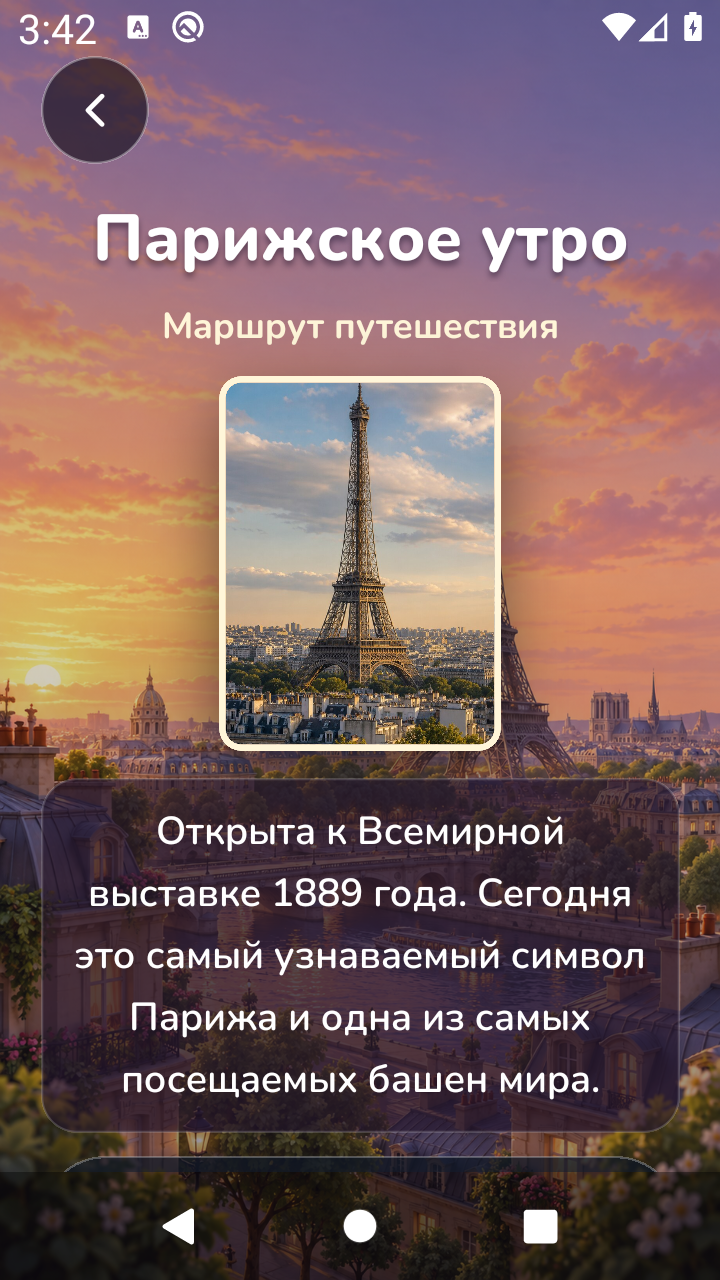 3:42
Парижское утро
Маршрут путешествия
Открыта к Всемирной
выставке 1889 года. Сегодня
это самый узнаваемый символ
Парижа и одна из самых
посещаемых башен мира.